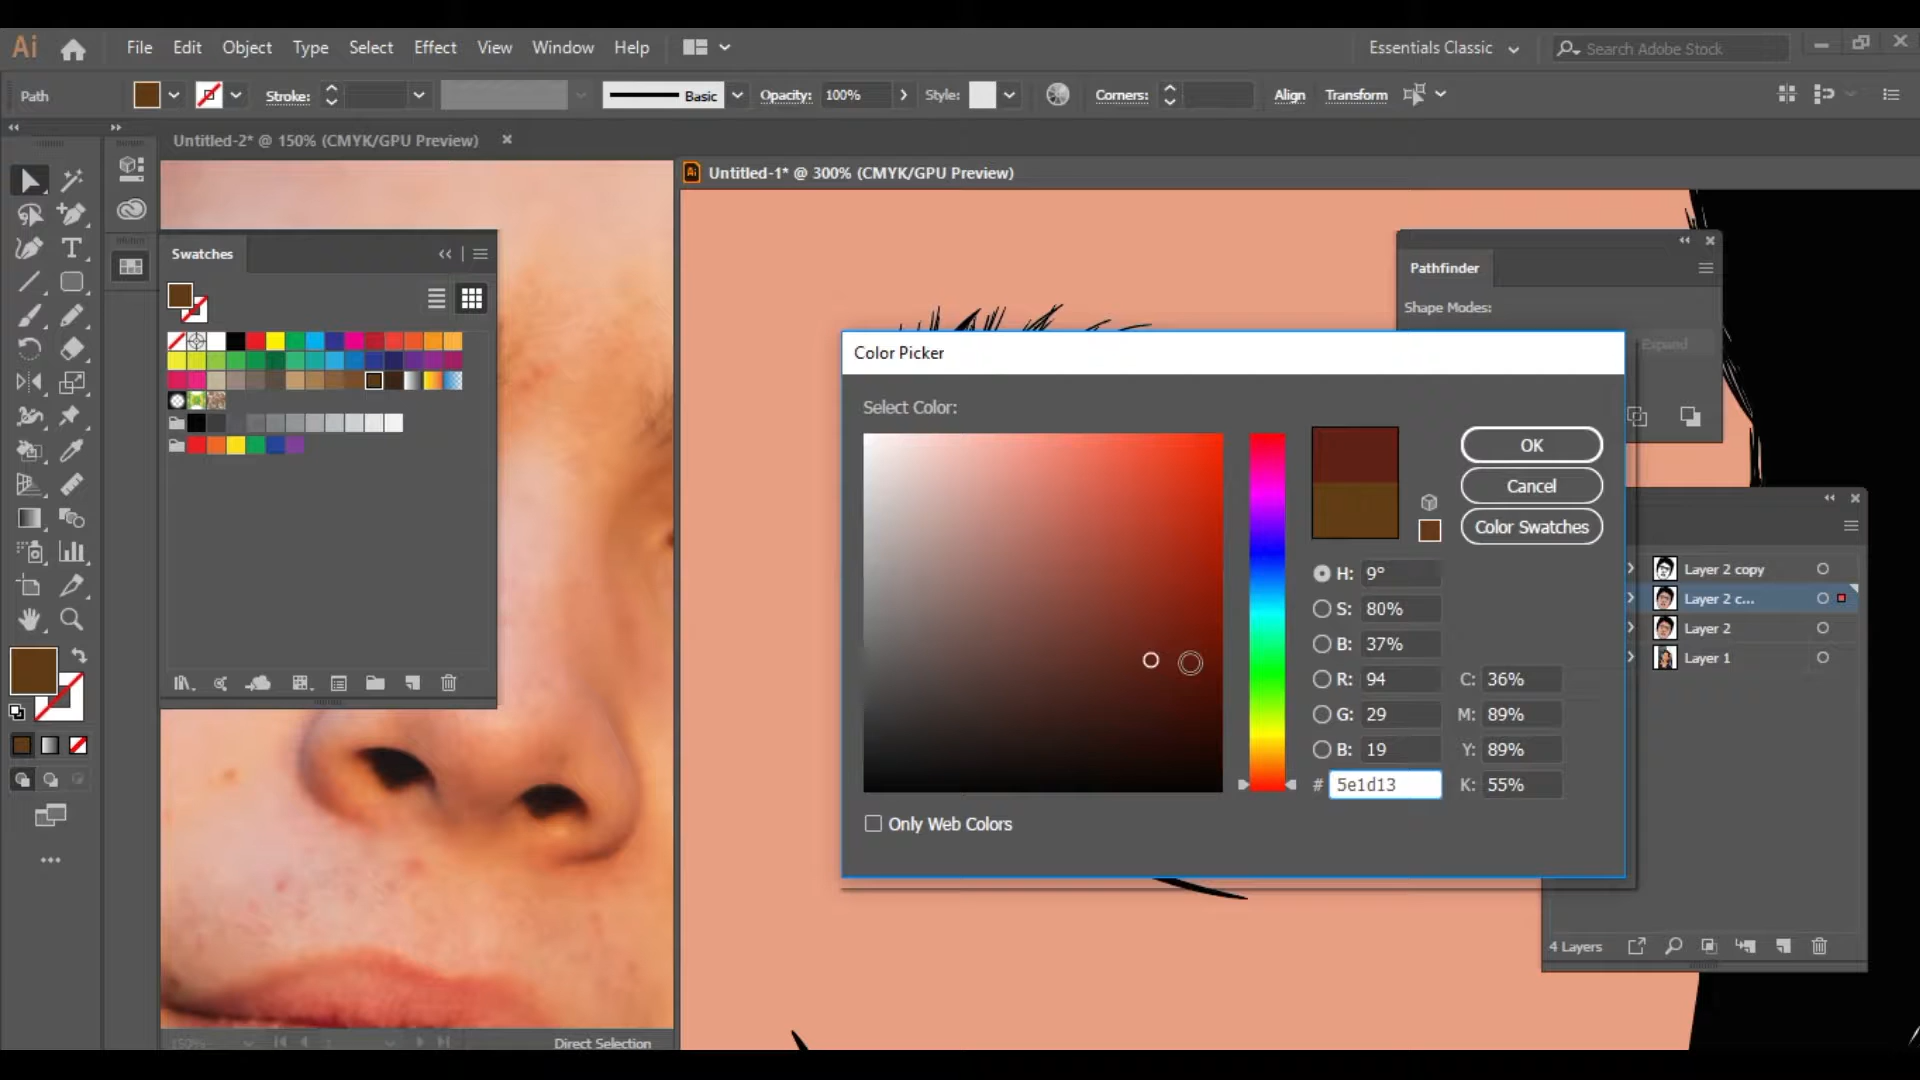 Ai File Edit Object Type Select Effect View Window Help Essentials Classic Search Adobe Stock
Path Stroke: Basic Opacity: 100% Style: Corners: Align Transform
Untitled-2* @ 150% (CMYK/GPU Preview)
Ai Untitled-1* @ 300% (CMYK/GPU Preview)
Swatches
Pathfinder
Shape Modes:
Expand
Color Picker
Select Color:
OK
Cancel
Color Swatches
H: 9°
S: 80%
B: 37%
R: 94 C: 36%
G: 29 M: 89%
B: 19 Y: 89%
# 5e1d13 K: 55%
Only Web Colors
Layer 2 copy
Layer 2 c...
Layer 2
Layer 1
4 Layers
150%
Direct Selection